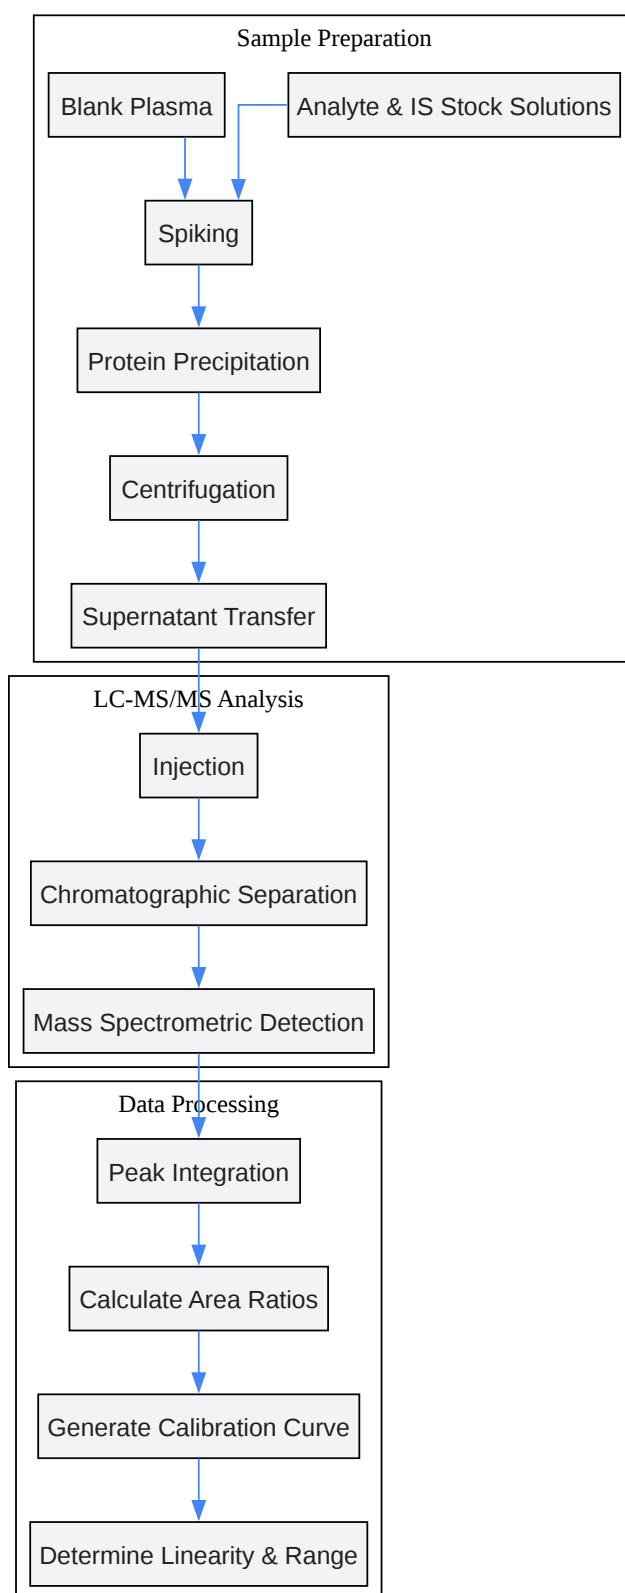 Sample Preparation
Blank Plasma
Analyte & IS Stock Solutions
Spiking
Protein Precipitation
Centrifugation
Supernatant Transfer
LC-MS/MS Analysis
Injection
Chromatographic Separation
Mass Spectrometric Detection
Data Processing
Peak Integration
Calculate Area Ratios
Generate Calibration Curve
Determine Linearity & Range